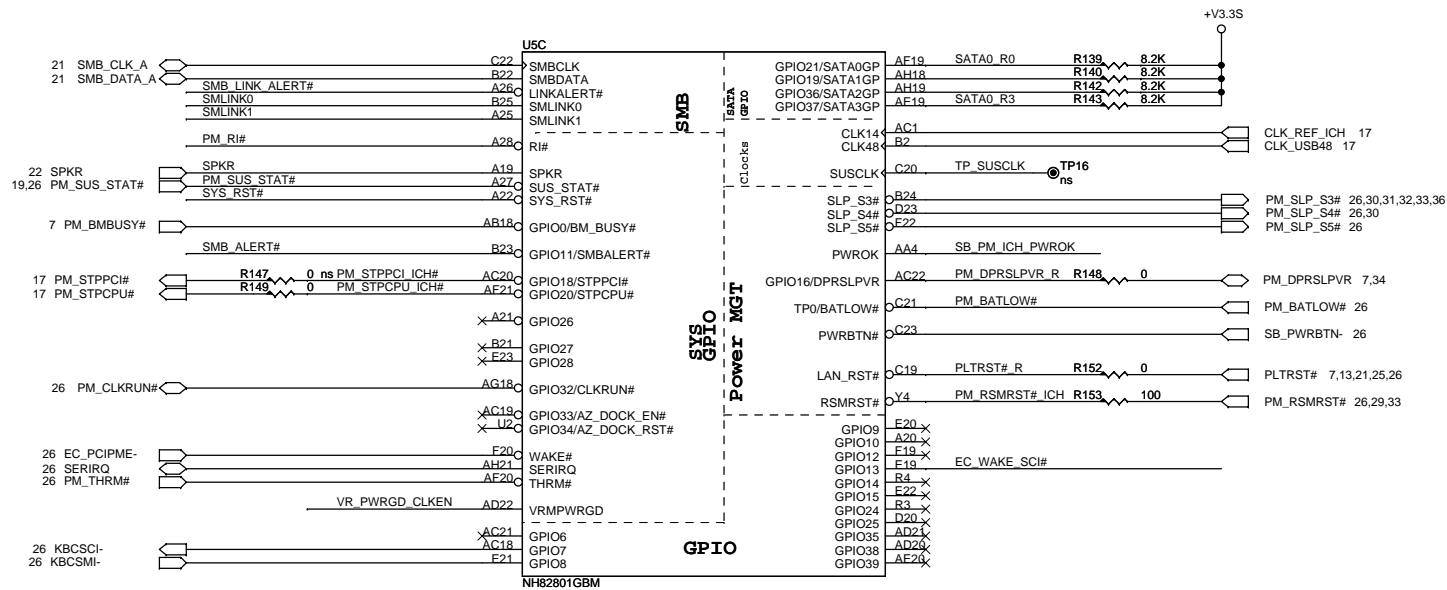 +V3.3S
U5C
21 SMB_CLK_A C22 SMBCLK
21 SMB_DATA_A B22 SMBDATA
SMB_LINK_ALERT# A26 LINKALERT#
SMLINK0 B25 SMLINK0
SMLINK1 A25 SMLINK1
PM_RI# A28 RI#
22 SPKR SPKR A19 SPKR
19,26 PM_SUS_STAT# PM_SUS_STAT# A27 SUS_STAT#
SYS_RST# A22 SYS_RST#
7 PM_BMBUSY# AB18 GPIO0/BM_BUSY#
SMB_ALERT# B23 GPIO11/SMBALERT#
17 PM_STPPCI# R147 0 ns PM_STPPCI_ICH# AC20 GPIO18/STPPCI#
17 PM_STPCPU# R149 0 PM_STPCPU_ICH# AF21 GPIO20/STPCPU#
A21 GPIO26
B21 GPIO27
E23 GPIO28
26 PM_CLKRUN# AG18 GPIO32/CLKRUN#
AC19 GPIO33/AZ_DOCK_EN#
U2 GPIO34/AZ_DOCK_RST#
26 EC_PCIPME- F20 WAKE#
26 SERIRQ AH21 SERIRQ
26 PM_THRM# AF20 THRM#
VR_PWRGD_CLKEN AD22 VRMPWRGD
AC21 GPIO6
26 KBCSCI- AC18 GPIO7
26 KBCSMI- E21 GPIO8
NH82801GBM
SMB
SATA
GPIO
Clocks
SYS
GPIO
Power MGT
GPIO
GPIO21/SATA0GP AF19 SATA0_R0 R139 8.2K
GPIO19/SATA1GP AH18 R140 8.2K
GPIO36/SATA2GP AH19 R142 8.2K
GPIO37/SATA3GP AE19 SATA0_R3 R143 8.2K
CLK14 AC1 CLK_REF_ICH 17
CLK48 B2 CLK_USB48 17
SUSCLK C20 TP_SUSCLK TP16
ns
SLP_S3# B24 PM_SLP_S3# 26,30,31,32,33,36
SLP_S4# D23 PM_SLP_S4# 26,30
SLP_S5# F22 PM_SLP_S5# 26
PWROK AA4 SB_PM_ICH_PWROK
GPIO16/DPRSLPVR AC22 PM_DPRSLPVR_R R148 0 PM_DPRSLPVR 7,34
TP0/BATLOW# C21 PM_BATLOW# PM_BATLOW# 26
PWRBTN# C23 SB_PWRBTN- 26
LAN_RST# C19 PLTRST#_R R152 0 PLTRST# 7,13,21,25,26
RSMRST# Y4 PM_RSMRST#_ICH R153 100 PM_RSMRST# 26,29,33
GPIO9 E20
GPIO10 A20
GPIO12 F19
GPIO13 E19 EC_WAKE_SCI#
GPIO14 R4
GPIO15 E22
GPIO24 R3
GPIO25 D20
GPIO35 AD21
GPIO38 AD20
GPIO39 AE20